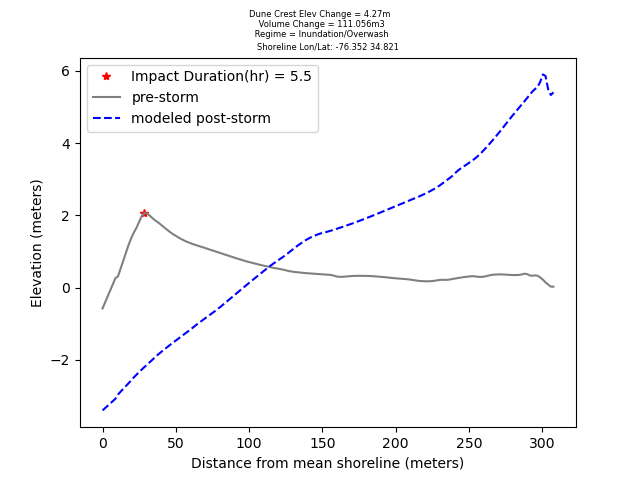 Dune Crest Elev Change = 4.27m
Volume Change = 111.056m3
Regime = Inundation/Overwash
Shoreline Lon/Lat: -76.352 34.821
Impact Duration(hr) = 5.5
pre-storm
modeled post-storm
Elevation (meters)
6
4
2
0
−2
0 50 100 150 200 250 300
Distance from mean shoreline (meters)